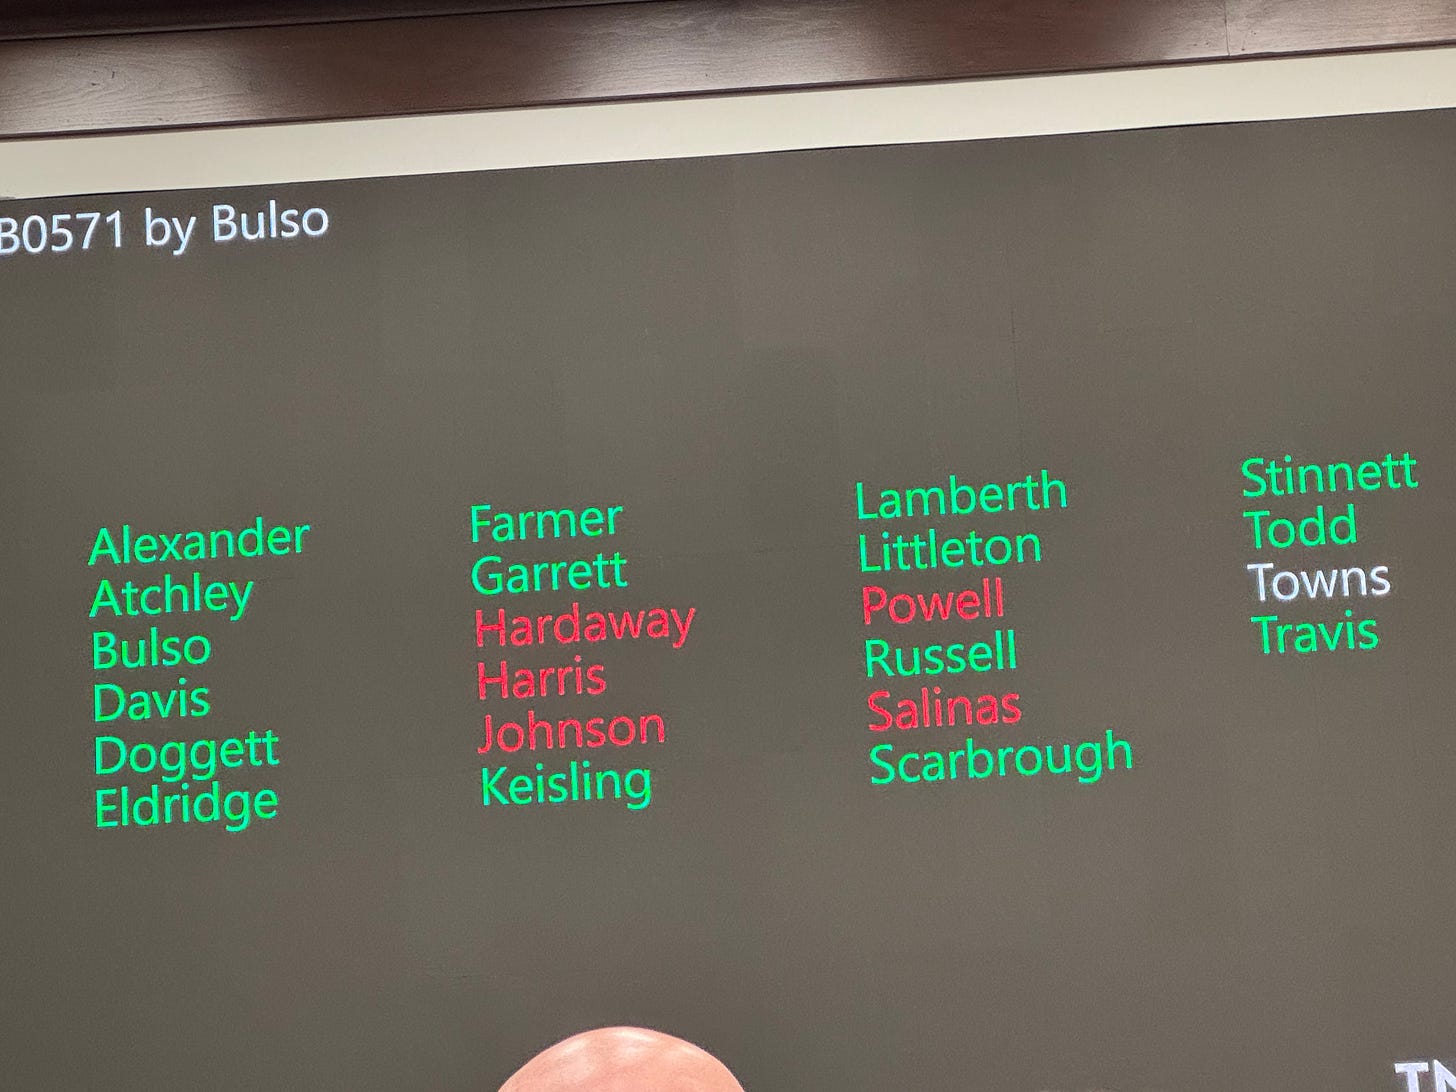 B0571 by Bulso
Alexander
Atchley
Bulso
Davis
Doggett
Eldridge
Farmer
Garrett
Hardaway
Harris
Johnson
Keisling
Lamberth
Littleton
Powell
Russell
Salinas
Scarbrough
Stinnett
Todd
Towns
Travis